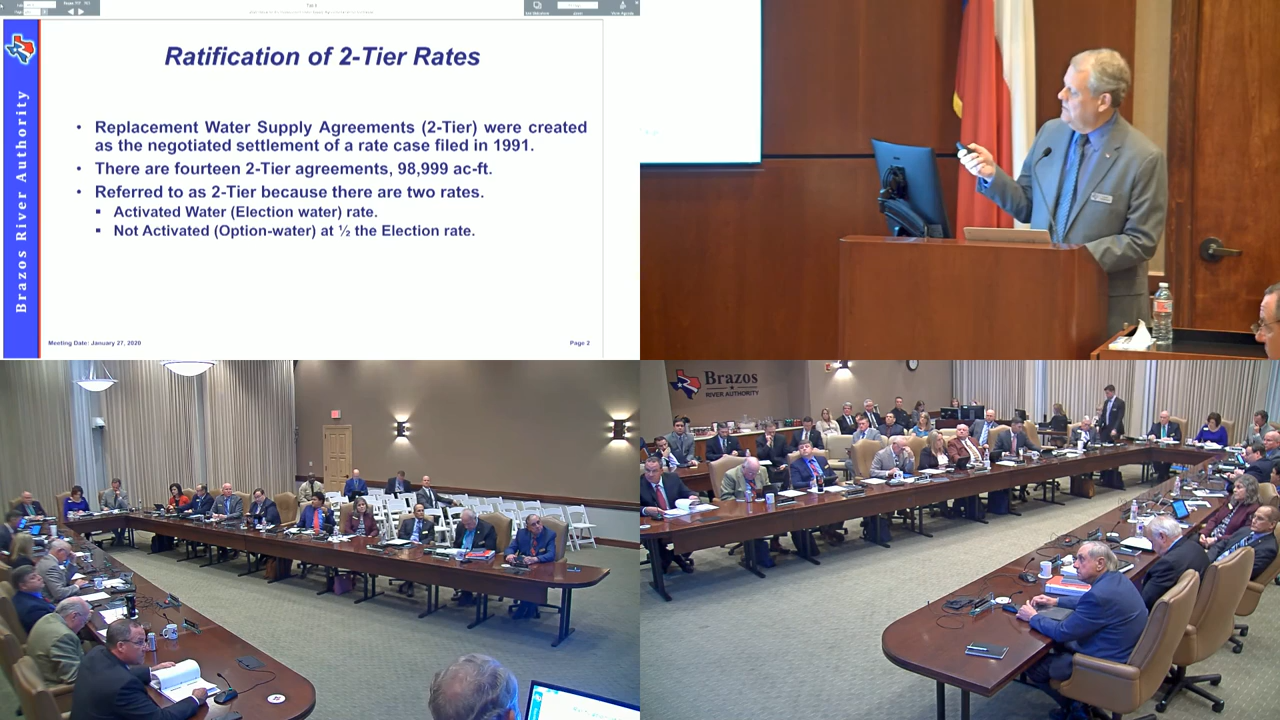 Ratification of 2-Tier Rates
Brazos River Authority
• Replacement Water Supply Agreements (2-Tier) were created
as the negotiated settlement of a rate case filed in 1991.
• There are fourteen 2-Tier agreements, 98,999 ac-ft.
• Referred to as 2-Tier because there are two rates.
▪ Activated Water (Election water) rate.
▪ Not Activated (Option-water) at ½ the Election rate.
Meeting Date: January 27, 2020
Page 2
Brazos
RIVER AUTHORITY